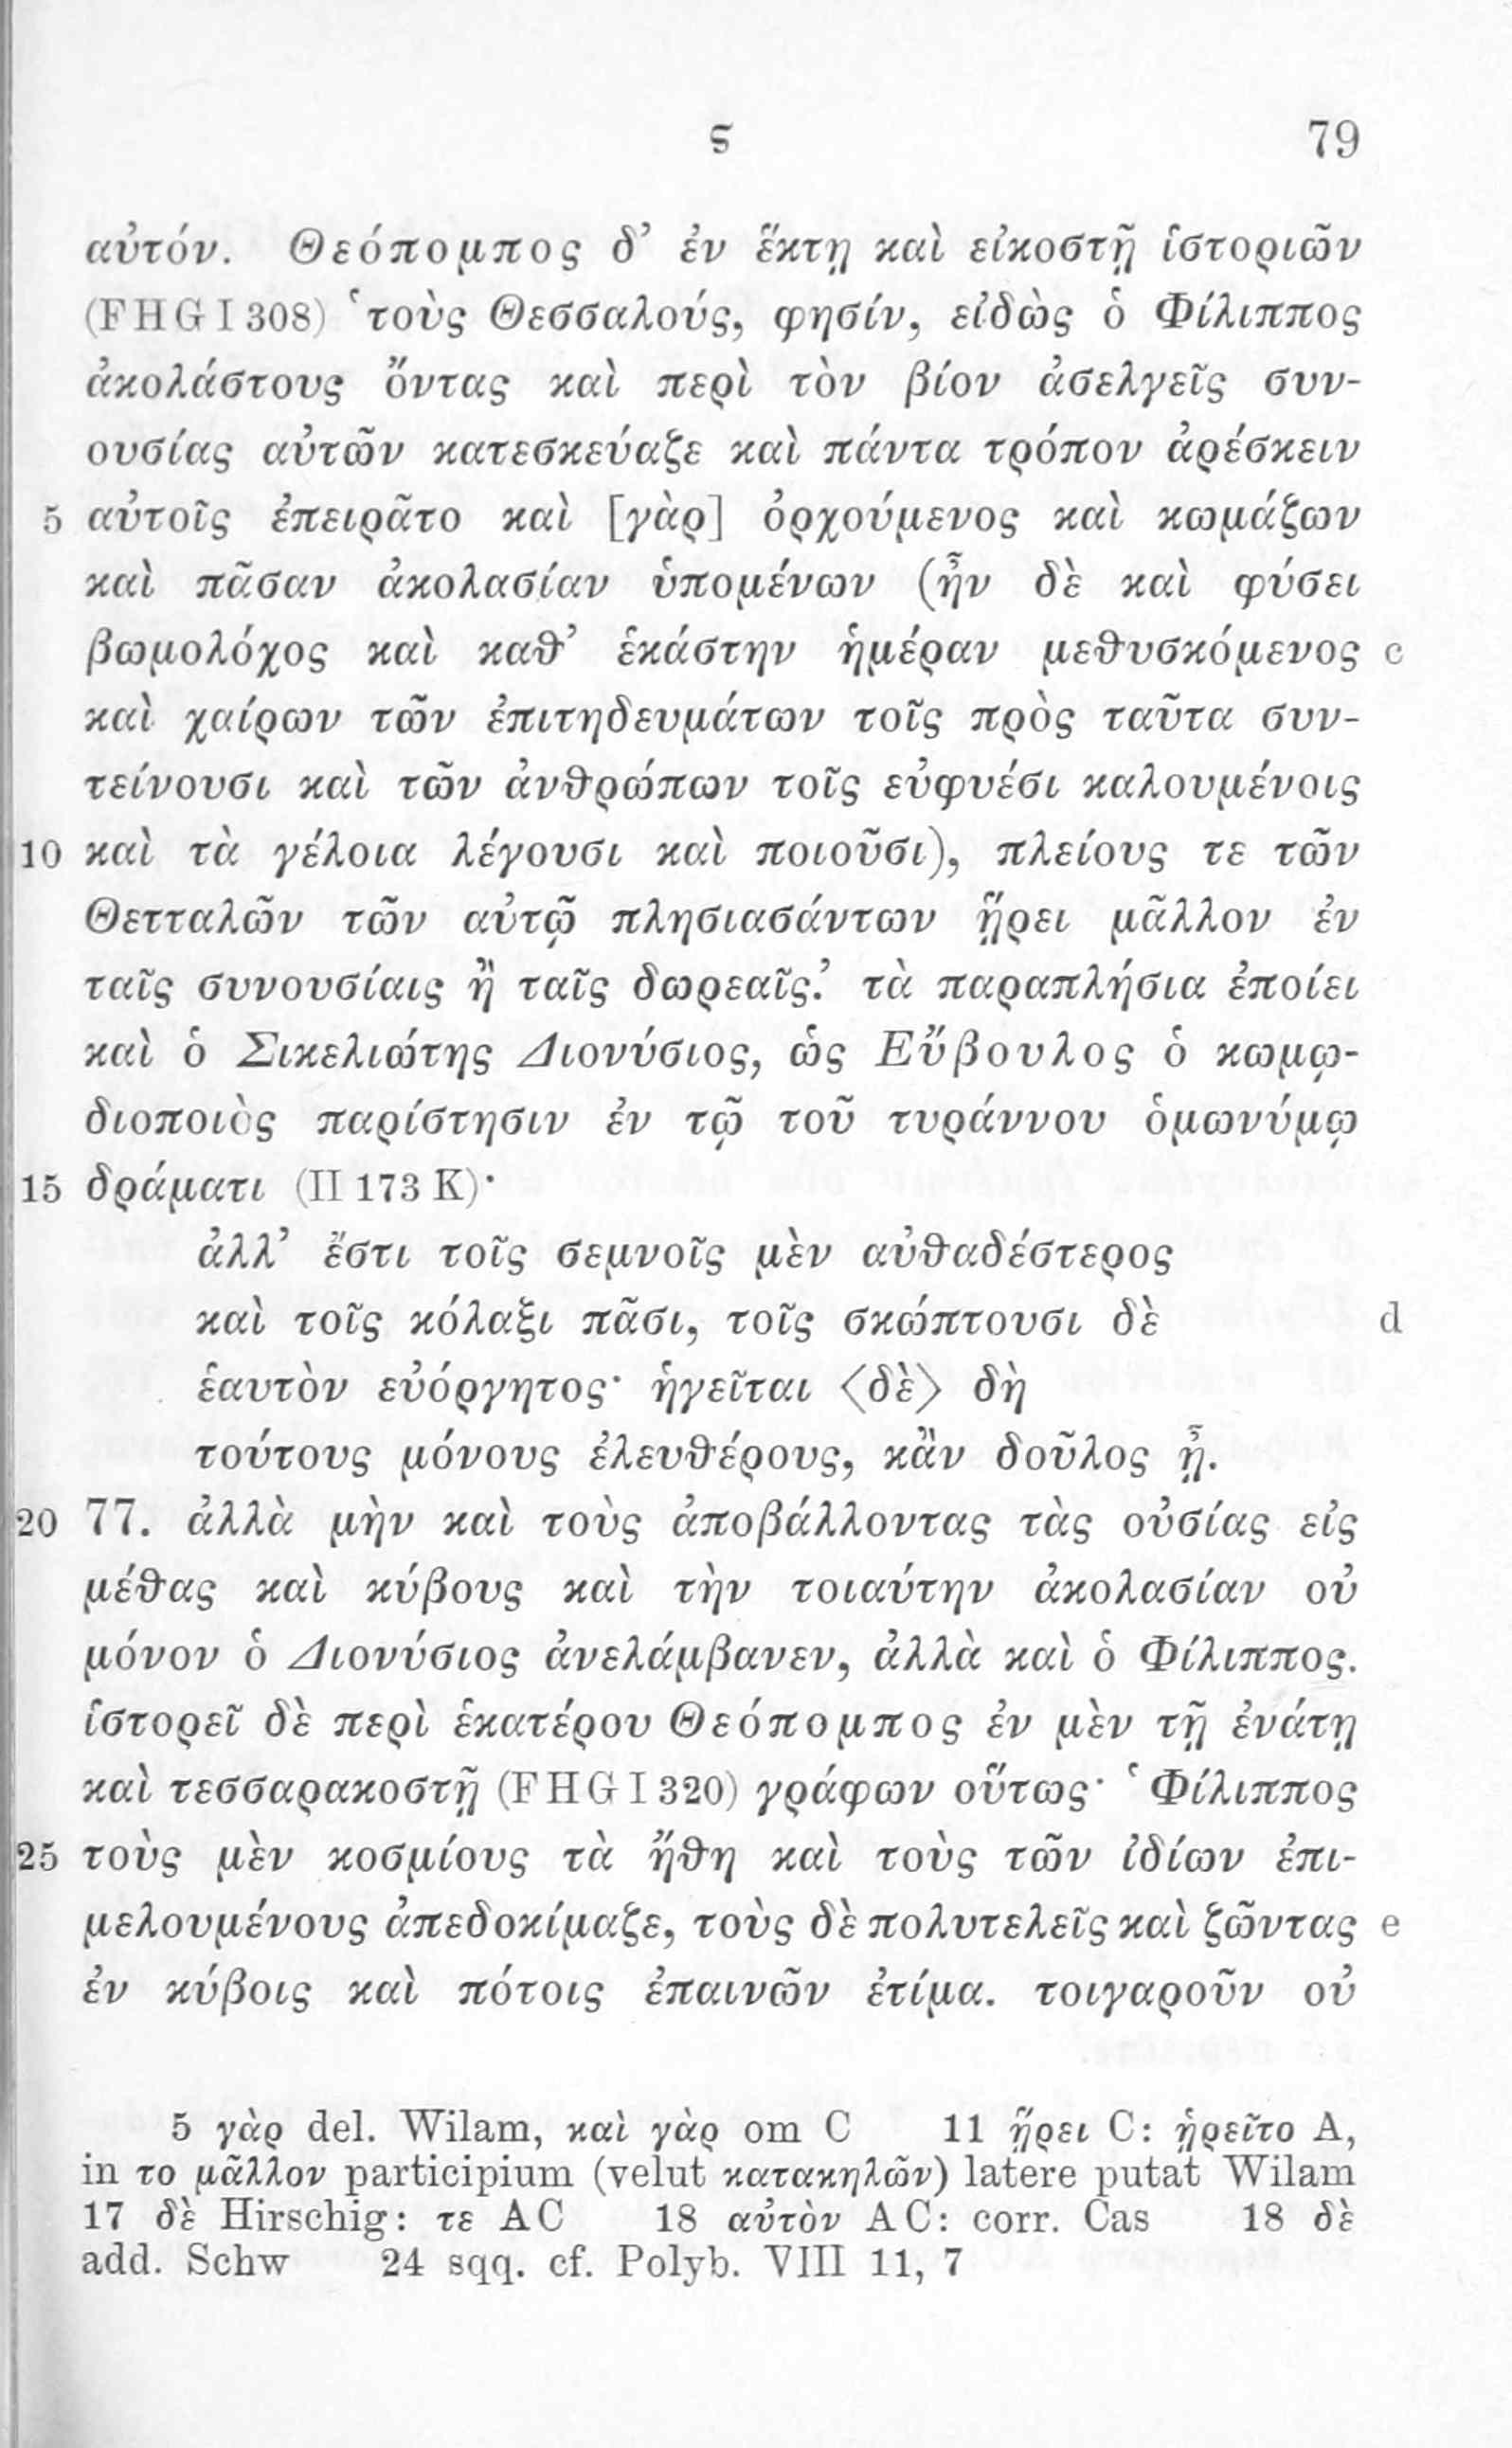 ϛ 79
αὐτόν. Θεόπομπος δ’ ἐν ἕκτῃ καὶ εἰκοστῇ ἱστοριῶν
(FHG I 308) ‘τοὺς Θεσσαλούς, φησίν, εἰδὼς ὁ Φίλιππος
ἀκολάστους ὄντας καὶ περὶ τὸν βίον ἀσελγεῖς συν-
ουσίας αὐτῶν κατεσκεύαζε καὶ πάντα τρόπον ἀρέσκειν
5 αὐτοῖς ἐπειρᾶτο καὶ [γὰρ] ὀρχούμενος καὶ κωμάζων
καὶ πᾶσαν ἀκολασίαν ὑπομένων (ἦν δὲ καὶ φύσει
βωμολόχος καὶ καθ’ ἑκάστην ἡμέραν μεθυσκόμενος c
καὶ χαίρων τῶν ἐπιτηδευμάτων τοῖς πρὸς ταῦτα συν-
τείνουσι καὶ τῶν ἀνθρώπων τοῖς εὐφυέσι καλουμένοις
10 καὶ τὰ γέλοια λέγουσι καὶ ποιοῦσι), πλείους τε τῶν
Θετταλῶν τῶν αὐτῷ πλησιασάντων ᾕρει μᾶλλον ἐν
ταῖς συνουσίαις ἢ ταῖς δωρεαῖς.’ τὰ παραπλήσια ἐποίει
καὶ ὁ Σικελιώτης Διονύσιος, ὡς Εὔβουλος ὁ κωμῳ-
διοποιὸς παρίστησιν ἐν τῷ τοῦ τυράννου ὁμωνύμῳ
15 δράματι (II 173 K)·
ἀλλ’ ἔστι τοῖς σεμνοῖς μὲν αὐθαδέστερος
καὶ τοῖς κόλαξι πᾶσι, τοῖς σκώπτουσι δὲ d
ἑαυτὸν εὐόργητος· ἡγεῖται <δὲ> δὴ
τούτους μόνους ἐλευθέρους, κἂν δοῦλος ᾖ.
20 77. ἀλλὰ μὴν καὶ τοὺς ἀποβάλλοντας τὰς οὐσίας εἰς
μέθας καὶ κύβους καὶ τὴν τοιαύτην ἀκολασίαν οὐ
μόνον ὁ Διονύσιος ἀνελάμβανεν, ἀλλὰ καὶ ὁ Φίλιππος.
ἱστορεῖ δὲ περὶ ἑκατέρου Θεόπομπος ἐν μὲν τῇ ἐνάτῃ
καὶ τεσσαρακοστῇ (FHG I 320) γράφων οὕτως· ‘Φίλιππος
25 τοὺς μὲν κοσμίους τὰ ἤθη καὶ τοὺς τῶν ἰδίων ἐπι-
μελουμένους ἀπεδοκίμαζε, τοὺς δὲ πολυτελεῖς καὶ ζῶντας e
ἐν κύβοις καὶ πότοις ἐπαινῶν ἐτίμα. τοιγαροῦν οὐ
5 γὰρ del. Wilam, καὶ γὰρ om C 11 ᾕρει C: ᾑρεῖτο A,
in το μᾶλλον participium (velut κατακηλῶν) latere putat Wilam
17 δὲ Hirschig: τε AC 18 αὐτὸν AC: corr. Cas 18 δὲ
add. Schw 24 sqq. cf. Polyb. VIII 11, 7